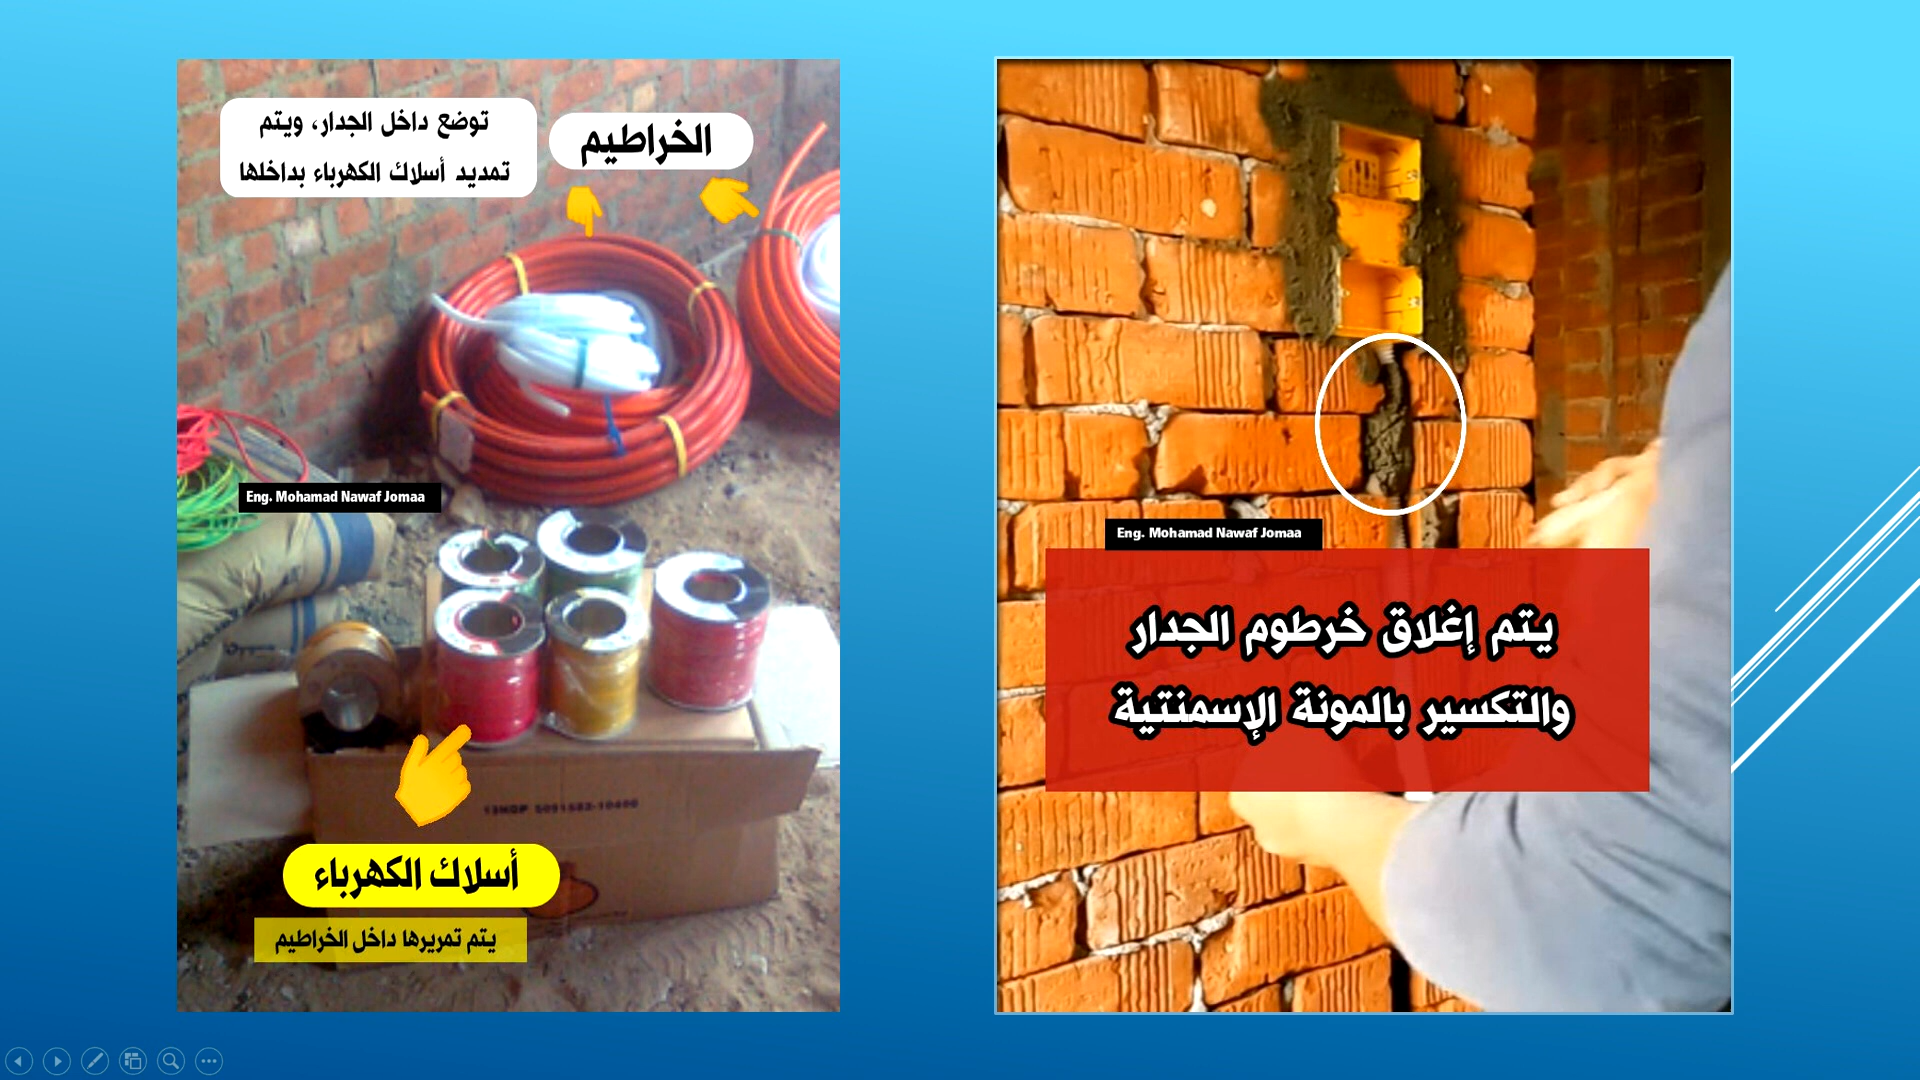 توضع داخل الجدار، ويتم
تمديد أسلاك الكهرباء بداخلها
الخراطيم
Eng. Mohamad Nawaf Jomaa
أسلاك الكهرباء
يتم تمريرها داخل الخراطيم
Eng. Mohamad Nawaf Jomaa
يتم إغلاق خرطوم الجدار
والتكسير بالمونة الإسمنتية